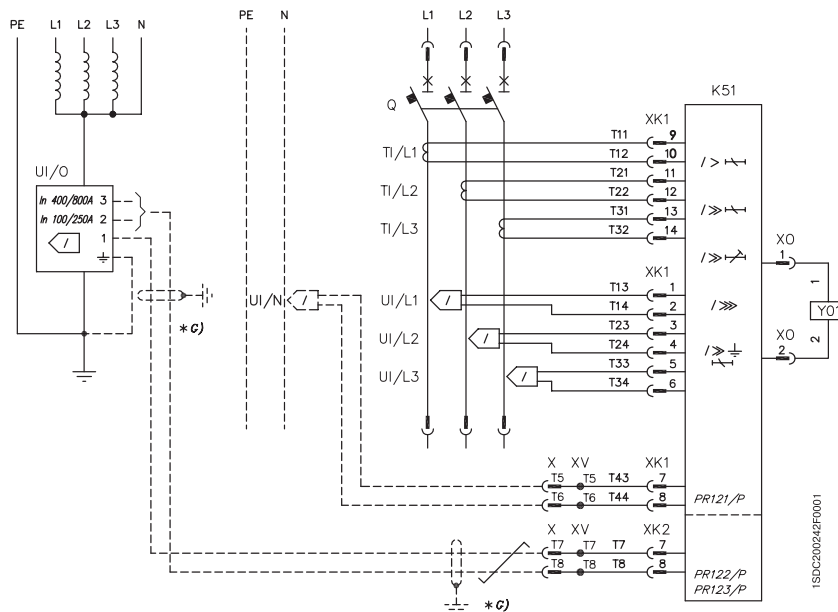 PE L1 L2 L3 N
PE N
L1 L2 L3
K51
Q
XK1
T11 9
TI/L1 T12 10
T21 11
TI/L2 T22 12
T31 13
TI/L3 T32 14
I >
I ≫
I ≫
I ⋙
I ≫
UI/O
In 400/800A 3
In 100/250A 2
1
I
*G)
UI/N I
XK1
UI/L1 I T13 1
T14 2
UI/L2 I T23 3
T24 4
UI/L3 I T33 5
T34 6
XO
1
1
YO1
2
XO
2
X XV XK1
T5 T5 T43 7
T6 T6 T44 8
PR121/P
X XV XK2
T7 T7 T7 7
T8 T8 T8 8
PR122/P
PR123/P
*G)
1SDC200242F0001